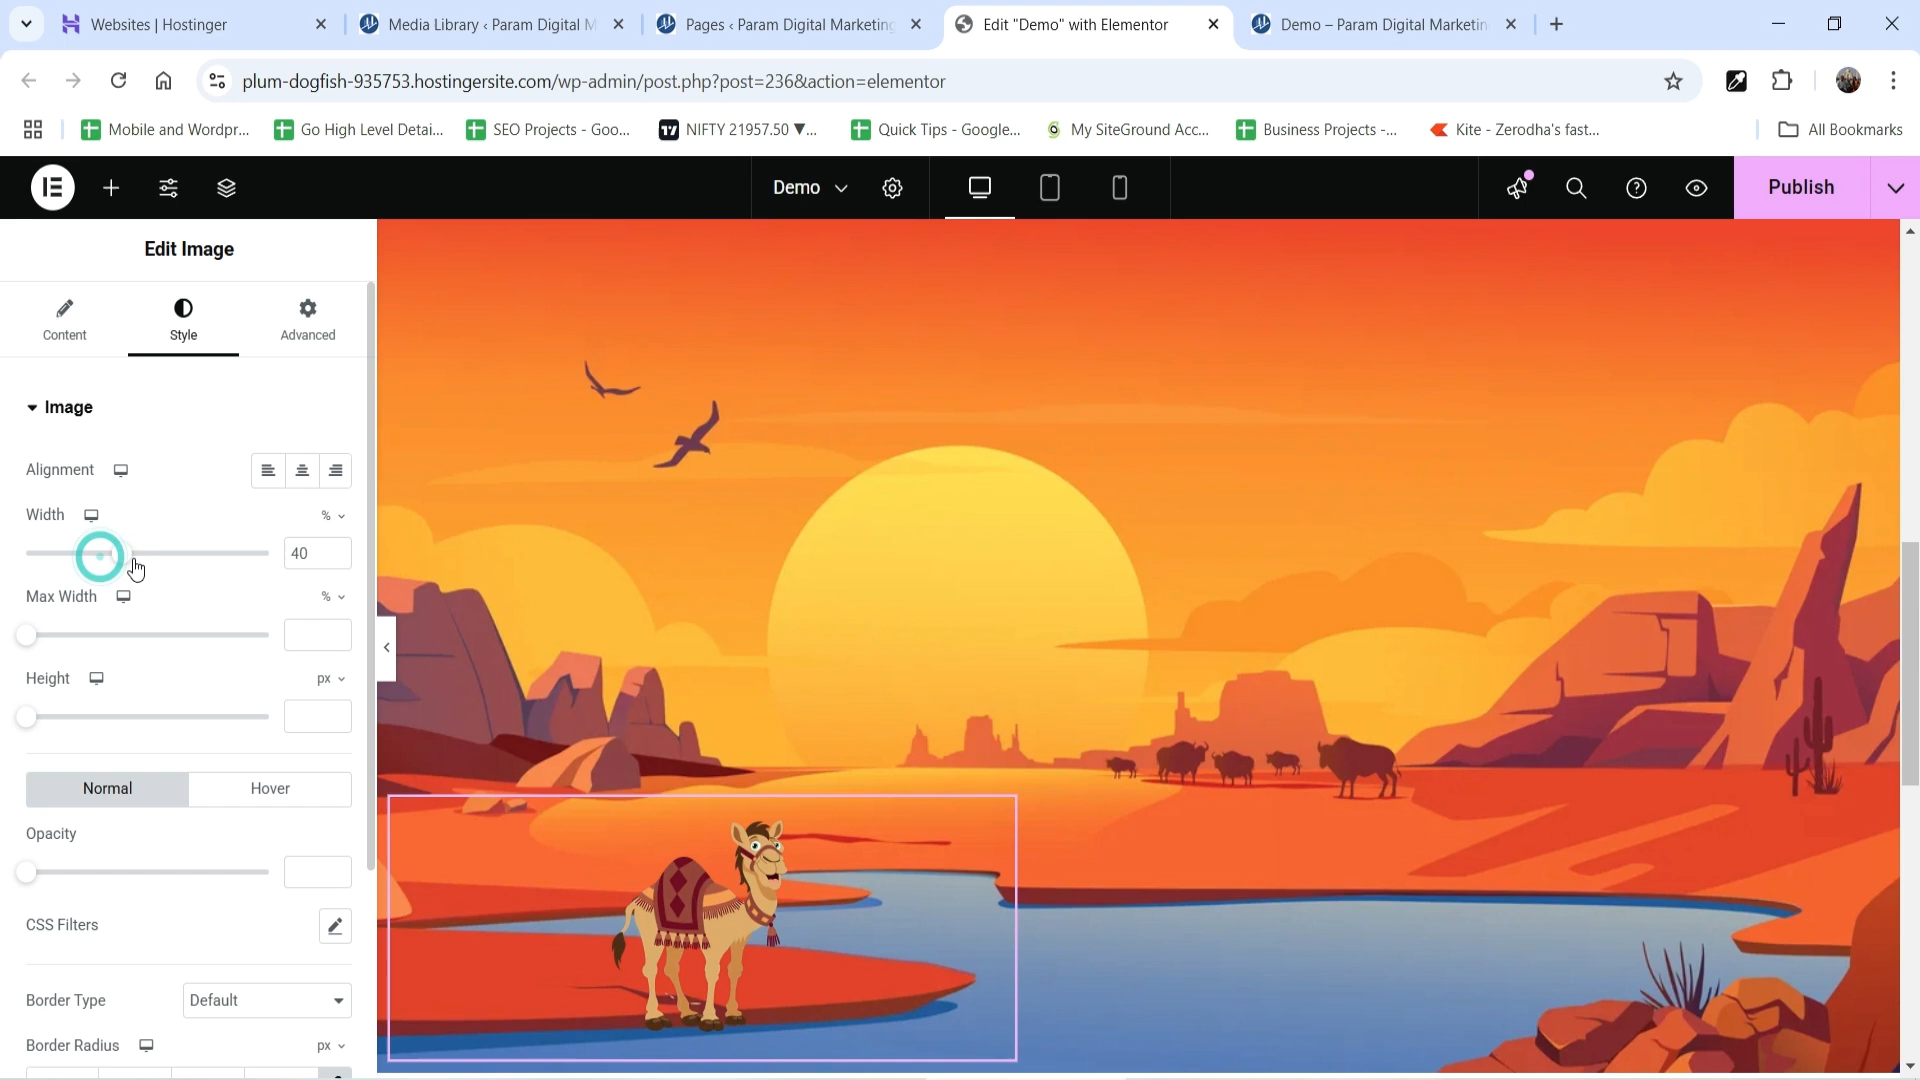 Websites | Hostinger
Media Library ‹ Param Digital M
Pages ‹ Param Digital Marketing
Edit "Demo" with Elementor
Demo – Param Digital Marketin
plum-dogfish-935753.hostingersite.com/wp-admin/post.php?post=236&action=elementor
Mobile and Wordpr...
Go High Level Detai...
SEO Projects - Goo...
NIFTY 21957.50 ▼...
Quick Tips - Google...
My SiteGround Acc...
Business Projects -...
Kite - Zerodha's fast...
All Bookmarks
Demo
Publish
Edit Image
Content
Style
Advanced
Image
Alignment
Width
%
40
Max Width
%
Height
px
Normal
Hover
Opacity
CSS Filters
Border Type
Default
Border Radius
px